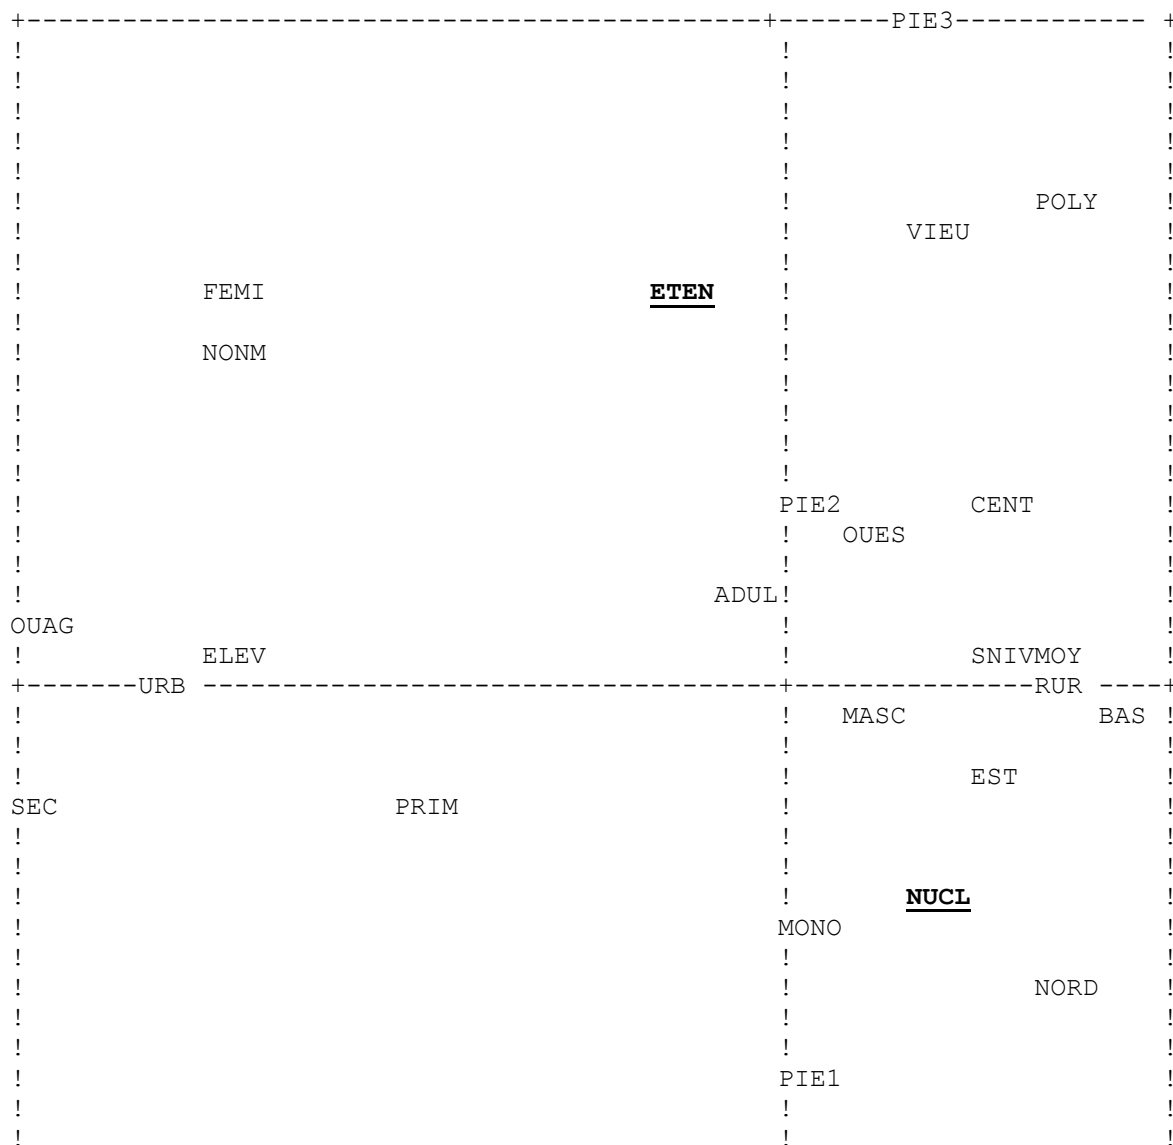 +-----------------------------------------------+-------PIE3------------ +
! ! !
! ! !
! ! !
! ! !
! ! !
! ! POLY !
! ! VIEU !
! ! !
! FEMI ETEN ! !
! ! !
! NONM ! !
! ! !
! ! !
! ! !
! ! !
! PIE2 CENT !
! ! OUES !
! ! !
! ADUL! !
OUAG ! !
! ELEV ! SNIVMOY !
+-------URB ------------------------------------+---------------RUR ----+
! ! MASC BAS !
! ! !
! ! EST !
SEC PRIM ! !
! ! !
! ! !
! ! NUCL !
! MONO !
! ! !
! ! NORD !
! ! !
! ! !
! PIE1 !
! ! !
! ! !